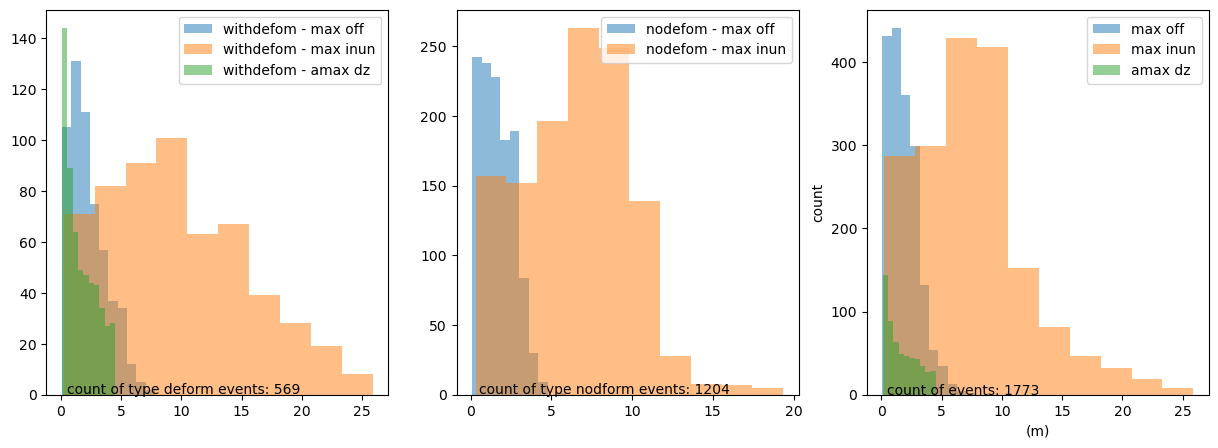 withdefom - max off
withdefom - max inun
withdefom - amax dz
140
120
100
80
60
40
20
0
count of type deform events: 569
0 5 10 15 20 25
nodefom - max off
nodefom - max inun
250
200
150
100
50
0
count of type nodform events: 1204
0 5 10 15 20
max off
max inun
amax dz
400
300
200
100
0
count
count of events: 1773
0 5 10 15 20 25
(m)